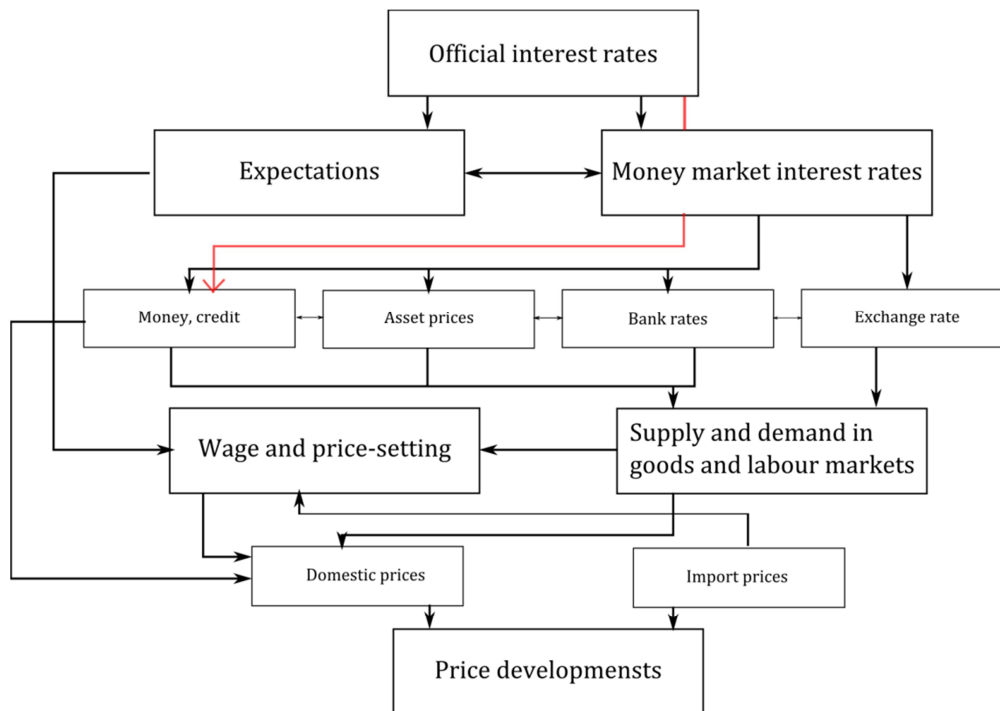 Official interest rates
Expectations
Money market interest rates
Money, credit
Asset prices
Bank rates
Exchange rate
Wage and price-setting
Supply and demand in
goods and labour markets
Domestic prices
Import prices
Price developmensts